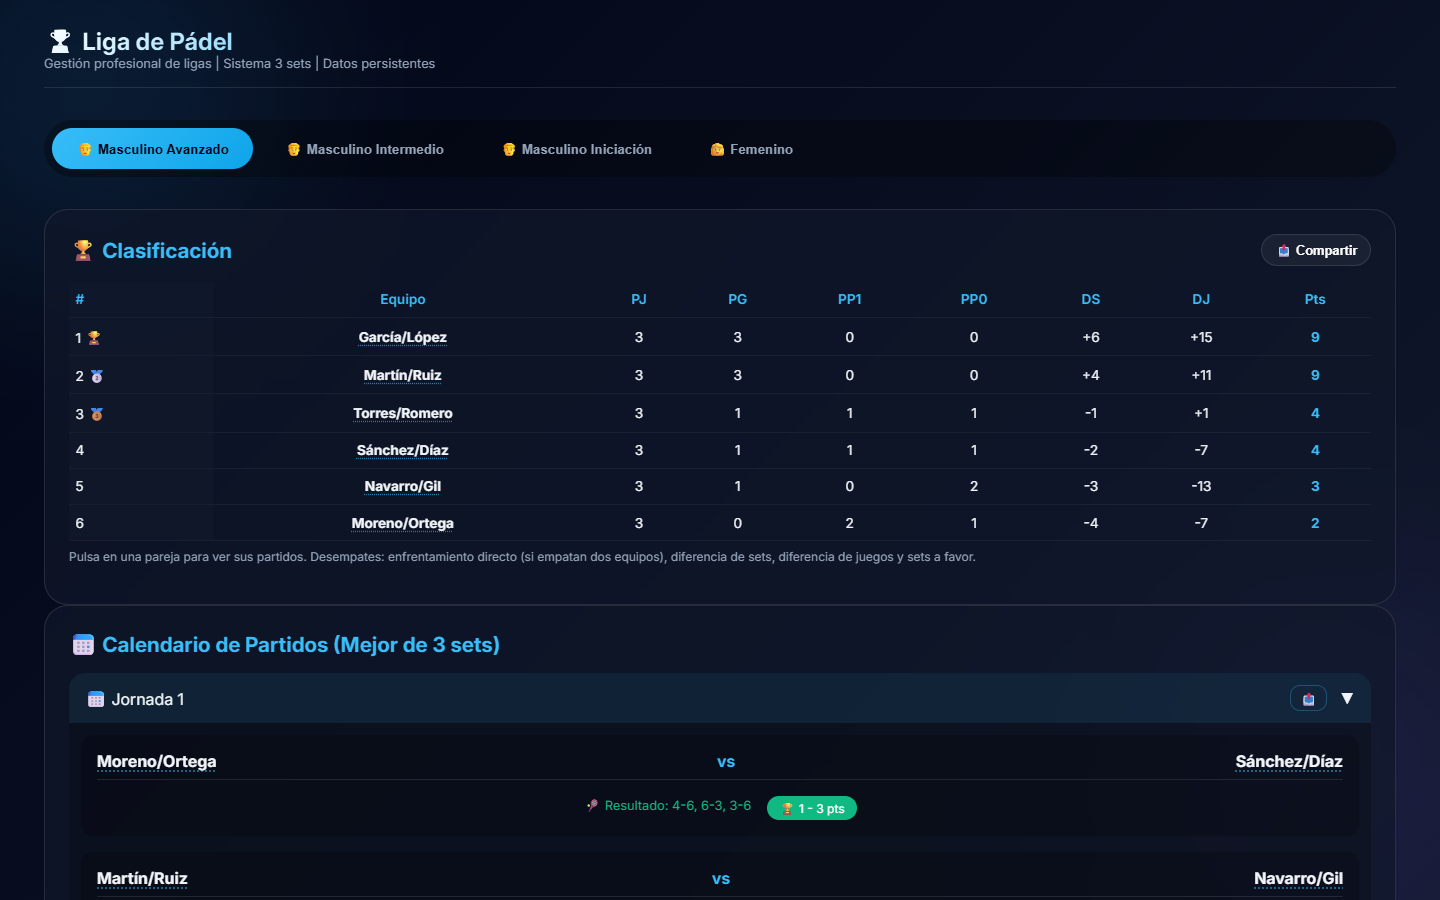 Liga de Pádel
Gestión profesional de ligas | Sistema 3 sets | Datos persistentes
Masculino Avanzado Masculino Intermedio Masculino Iniciación Femenino
Clasificación Compartir
# Equipo PJ PG PP1 PP0 DS DJ Pts
1 García/López 3 3 0 0 +6 +15 9
2 Martín/Ruiz 3 3 0 0 +4 +11 9
3 Torres/Romero 3 1 1 1 -1 +1 4
4 Sánchez/Díaz 3 1 1 1 -2 -7 4
5 Navarro/Gil 3 1 0 2 -3 -13 3
6 Moreno/Ortega 3 0 2 1 -4 -7 2
Pulsa en una pareja para ver sus partidos. Desempates: enfrentamiento directo (si empatan dos equipos), diferencia de sets, diferencia de juegos y sets a favor.
Calendario de Partidos (Mejor de 3 sets)
Jornada 1
Moreno/Ortega vs Sánchez/Díaz
Resultado: 4-6, 6-3, 3-6 1 - 3 pts
Martín/Ruiz vs Navarro/Gil